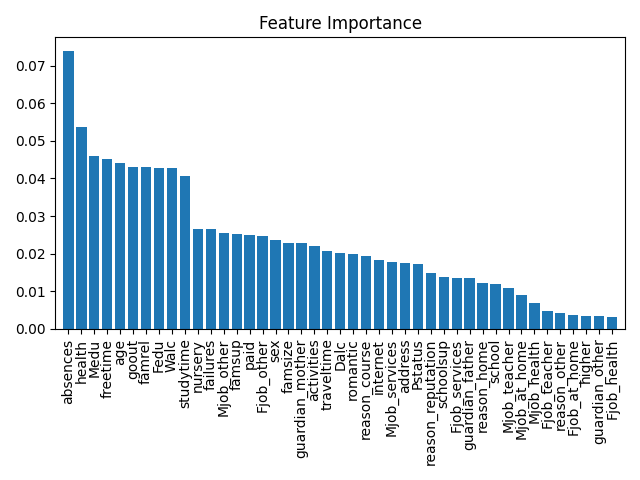 Feature Importance
0.07
0.06
0.05
0.04
0.03
0.02
0.01
0.00
absences
health
Medu
freetime
age
goout
famrel
Fedu
Walc
studytime
nursery
failures
Mjob_other
famsup
paid
Fjob_other
sex
famsize
guardian_mother
activities
traveltime
Dalc
romantic
reason_course
internet
Mjob_services
address
Pstatus
reason_reputation
schoolsup
Fjob_services
guardian_father
reason_home
school
Mjob_teacher
Mjob_at_home
Mjob_health
Fjob_teacher
reason_other
Fjob_at_home
higher
guardian_other
Fjob_health